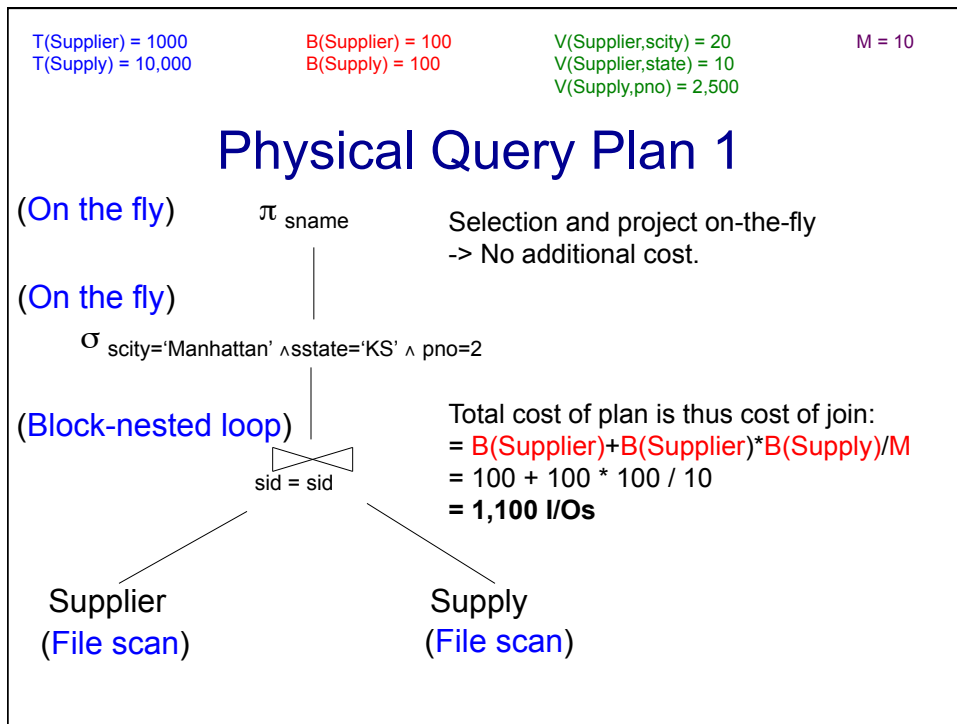 T(Supplier) = 1000
T(Supply) = 10,000
B(Supplier) = 100
B(Supply) = 100
V(Supplier,scity) = 20
V(Supplier,state) = 10
V(Supply,pno) = 2,500
M = 10
Physical Query Plan 1
(On the fly)
π sname
Selection and project on-the-fly
-> No additional cost.
(On the fly)
σ scity=‘Manhattan’ ∧sstate=‘KS’ ∧ pno=2
(Block-nested loop)
sid = sid
Total cost of plan is thus cost of join:
= B(Supplier)+B(Supplier)*B(Supply)/M
= 100 + 100 * 100 / 10
= 1,100 I/Os
Supplier
(File scan)
Supply
(File scan)